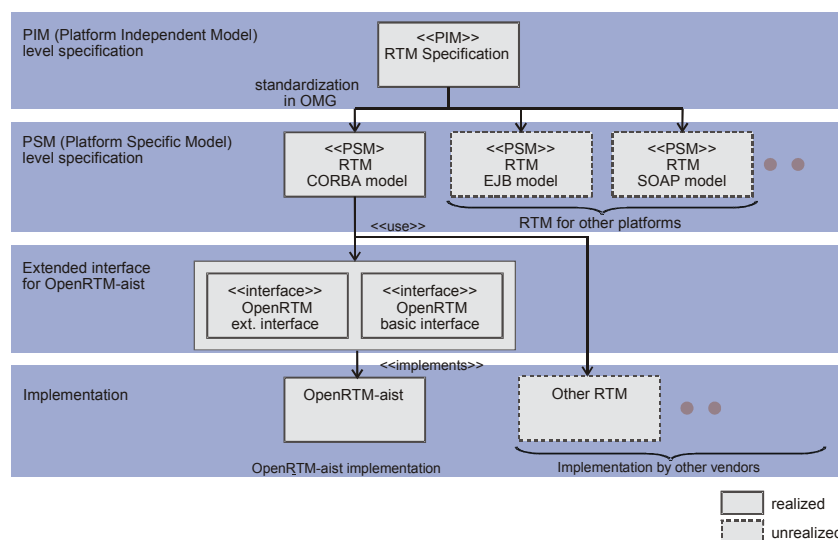 PIM (Platform Independent Model)
level specification
<<PIM>>
RTM Specification
standardization
in OMG
PSM (Platform Specific Model)
level specification
<<PSM>
RTM
CORBA model
<<PSM>>
RTM
EJB model
<<PSM>>
RTM
SOAP model
RTM for other platforms
<<use>>
Extended interface
for OpenRTM-aist
<<interface>>
OpenRTM
ext. interface
<<interface>>
OpenRTM
basic interface
<<implements>>
Implementation
OpenRTM-aist
Other RTM
OpenRTM-aist implementation
Implementation by other vendors
realized
unrealized